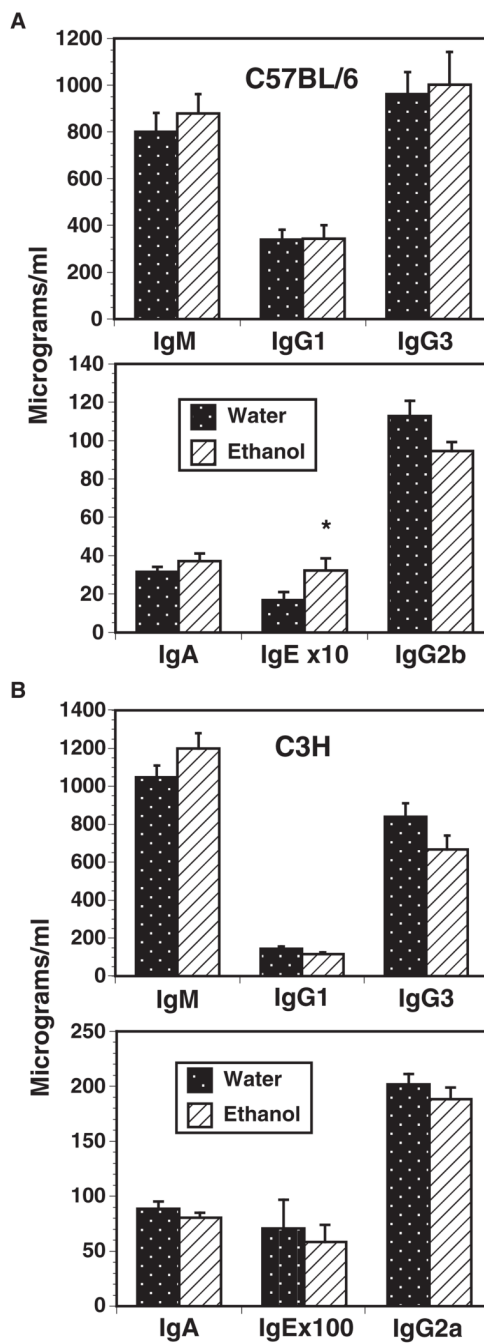 A
C57BL/6
Micrograms/ml
1200
1000
800
600
400
200
0
IgM IgG1 IgG3
140
120
100
80
60
40
20
0
Water
Ethanol
*
IgA IgE x10 IgG2b
B
C3H
Micrograms/ml
1400
1200
1000
800
600
400
200
0
IgM IgG1 IgG3
250
200
150
100
50
0
Water
Ethanol
IgA IgEx100 IgG2a